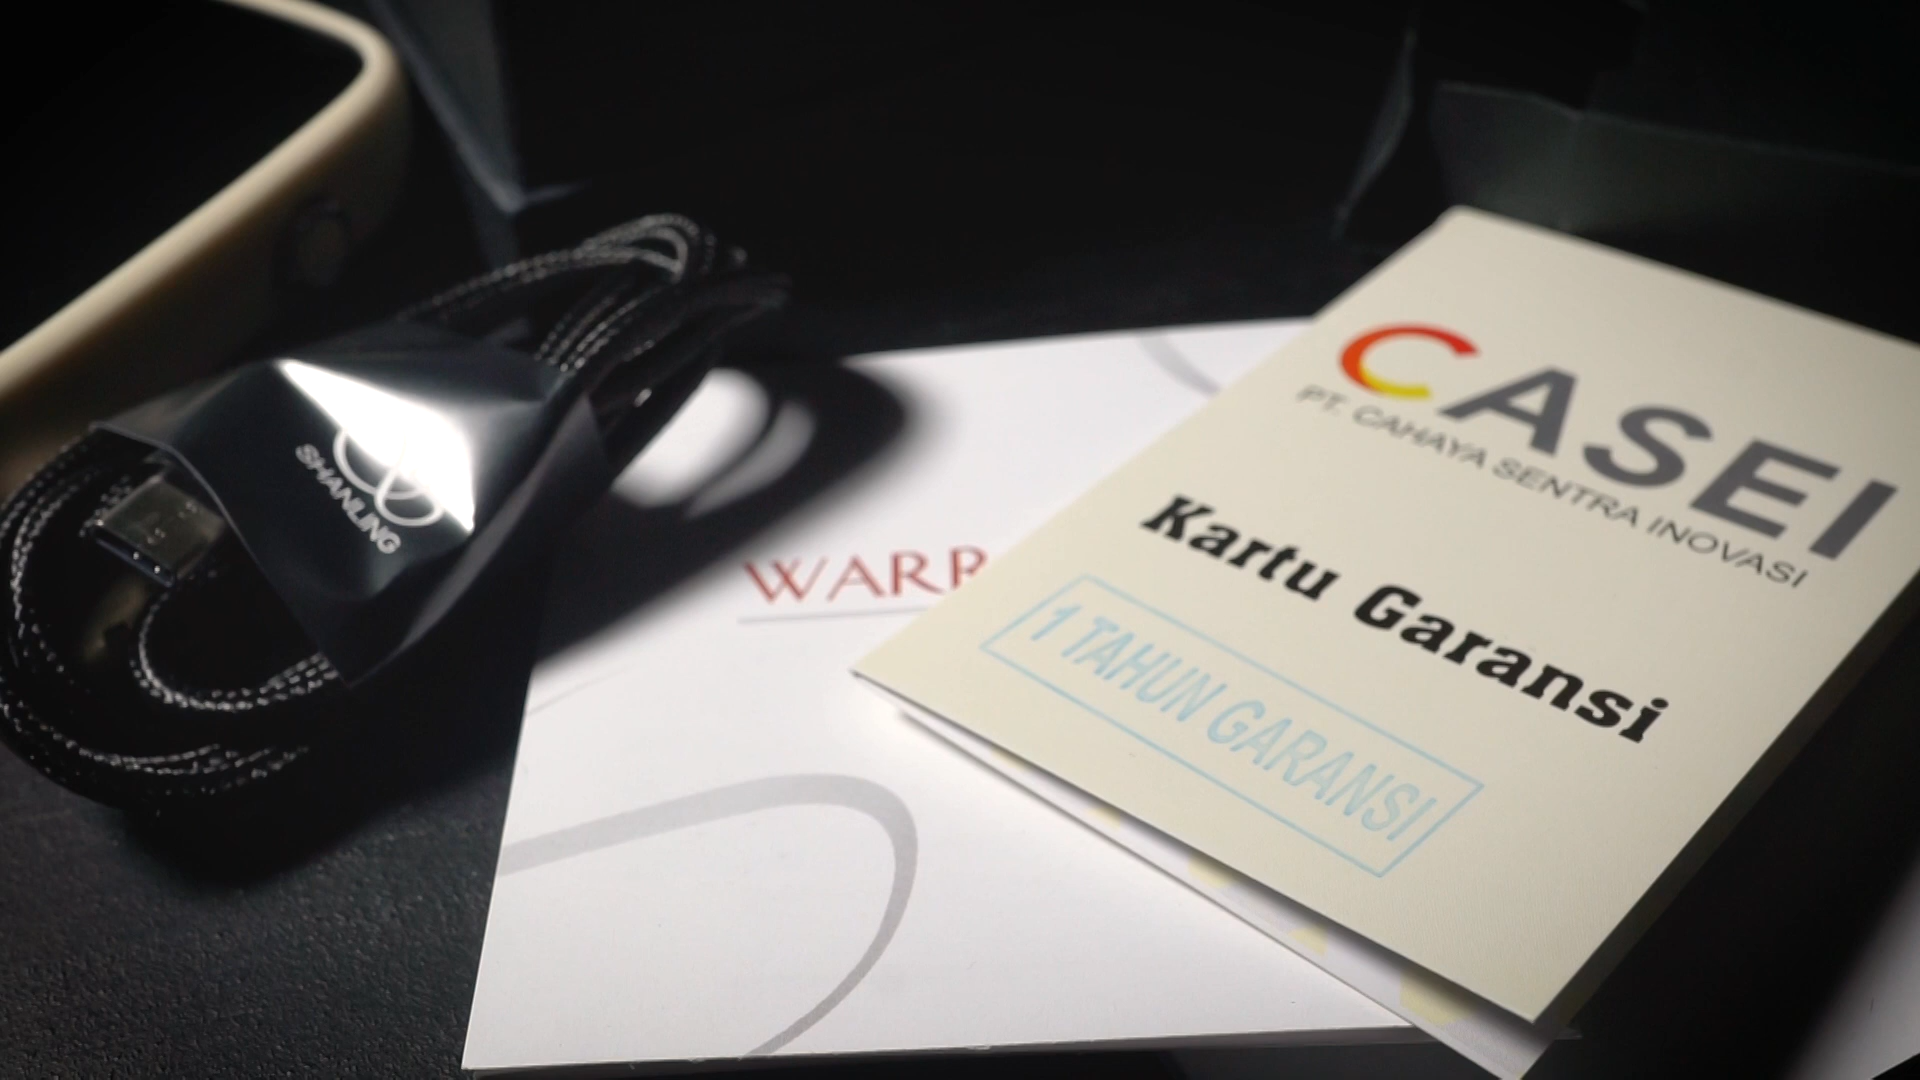 SHANLING
WARR
CASEI
PT. CAHAYA SENTRA INOVASI
Kartu Garansi
1 TAHUN GARANSI